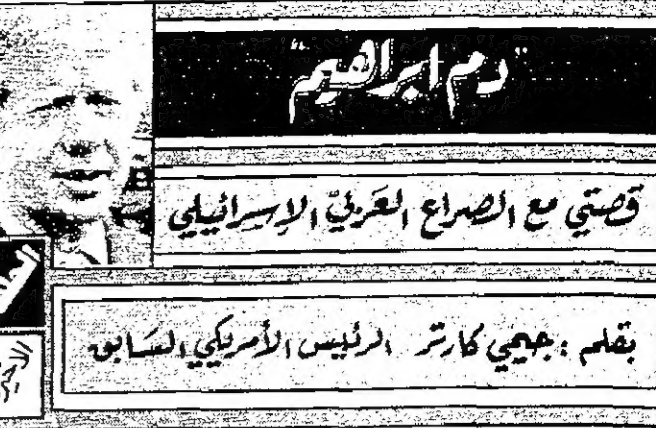 "دم ابراهيم"
قصتي مع الصراع العربي الإسرائيلي
بقلم : جيمي كارتر الرئيس الأمريكي السابق